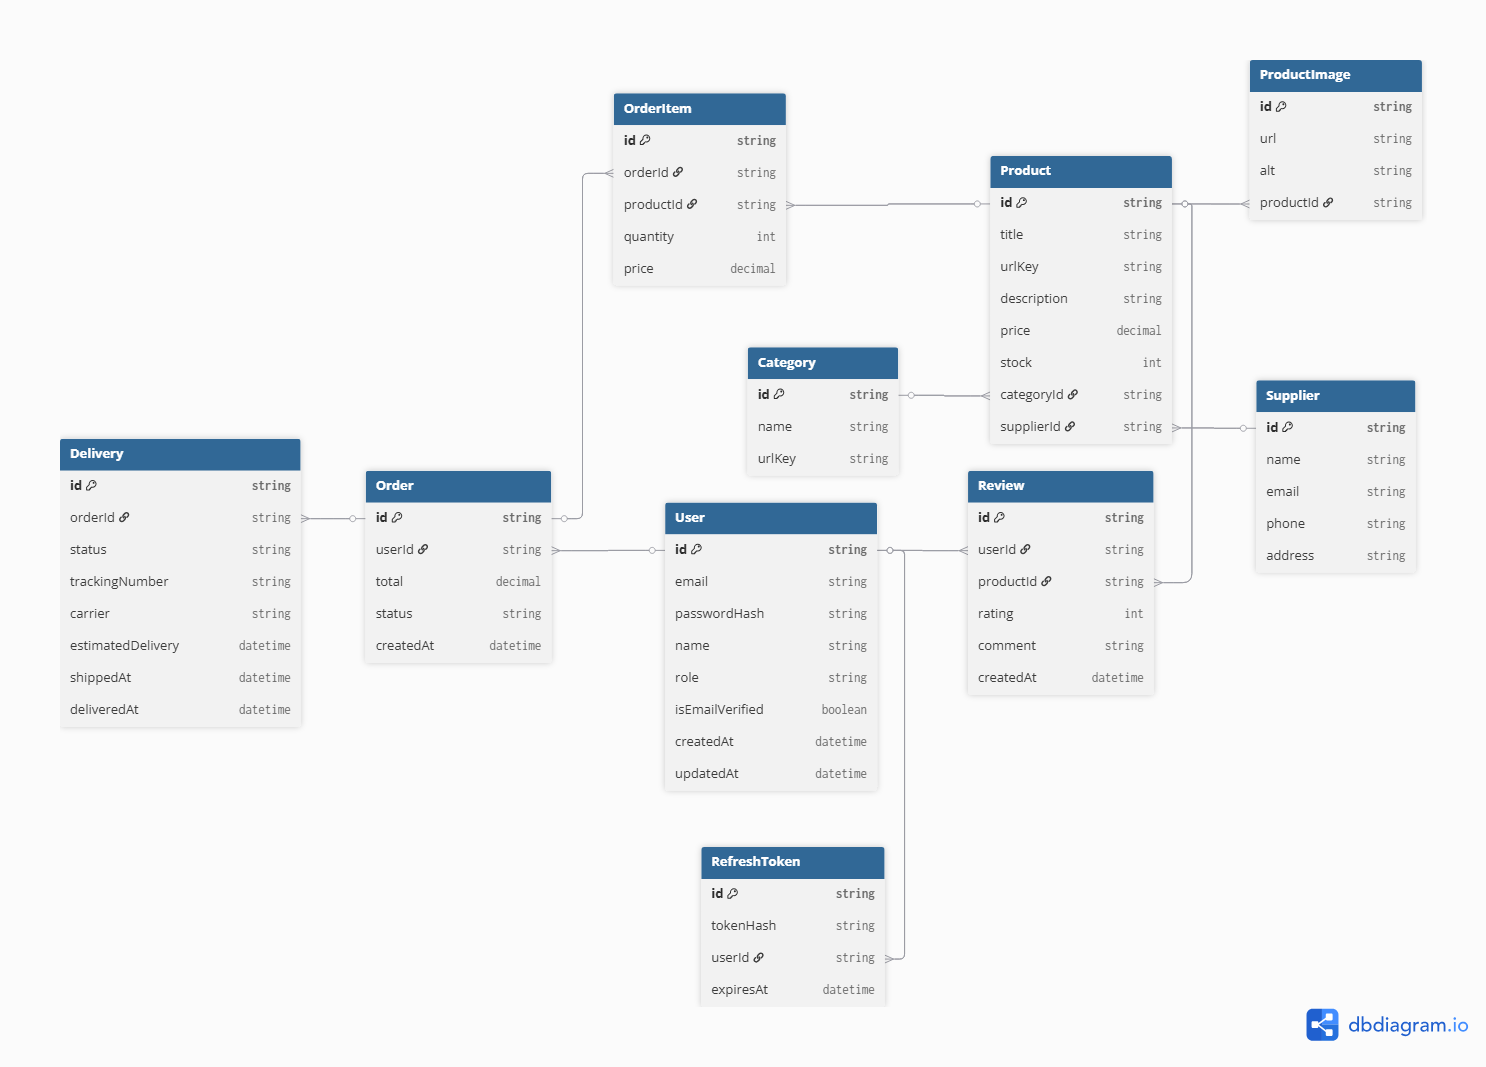 ProductImage
id string
url string
alt string
productId string
OrderItem
id string
orderId string
productId string
quantity int
price decimal
Product
id string
title string
urlKey string
description string
price decimal
stock int
categoryId string
supplierId string
Category
id string
name string
urlKey string
Supplier
id string
name string
email string
phone string
address string
Delivery
id string
orderId string
status string
trackingNumber string
carrier string
estimatedDelivery datetime
shippedAt datetime
deliveredAt datetime
Order
id string
userId string
total decimal
status string
createdAt datetime
User
id string
email string
passwordHash string
name string
role string
isEmailVerified boolean
createdAt datetime
updatedAt datetime
Review
id string
userId string
productId string
rating int
comment string
createdAt datetime
RefreshToken
id string
tokenHash string
userId string
expiresAt datetime
dbdiagram.io